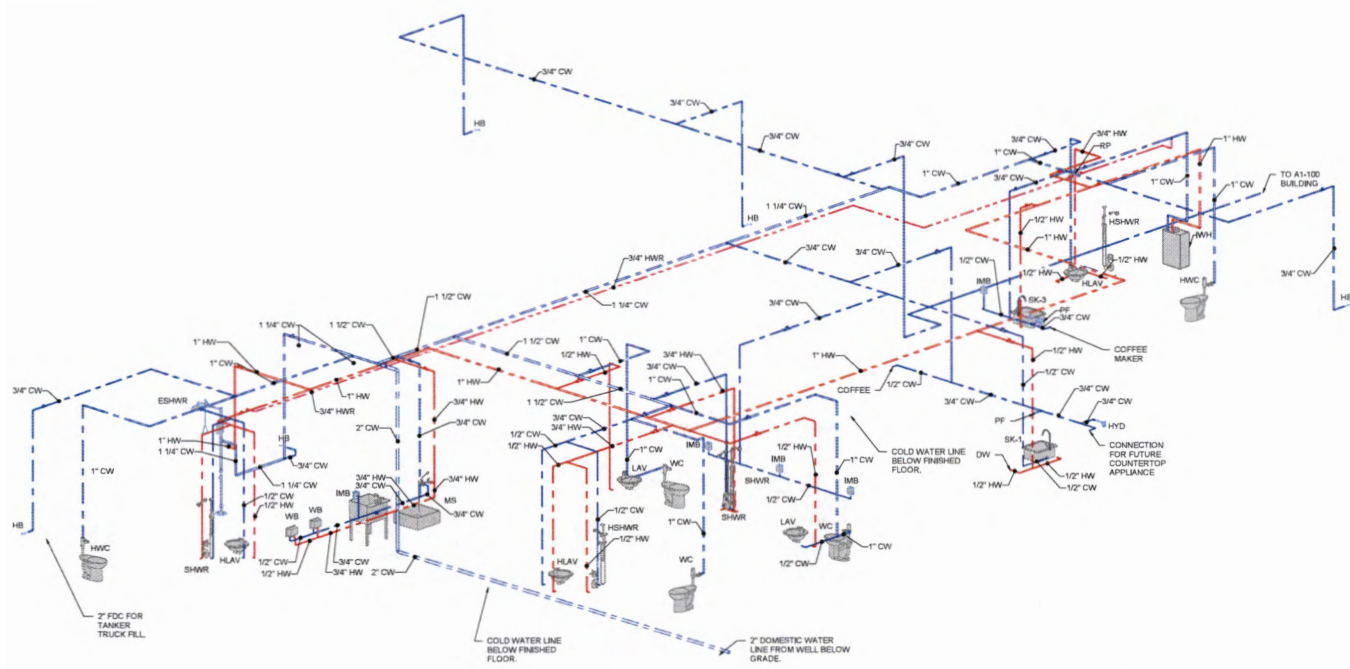 3/4" CW
3/4" CW
HB
3/4" CW
3/4" CW
3/4" CW
3/4" HW
1" HW
1" CW
RP
1" CW
3/4" CW
TO A1-100
BUILDING
1" CW
1" CW
HB
1 1/4" CW
HSHWR
1/2" HW
IWH
3/4" HWR
3/4" CW
3/4" CW
1" HW
1/2" CW
1/2" HW
1/2" HW
HLAV
IMB
HWC
3/4" CW
HB
1 1/4" CW
1 1/2" CW
3/4" CW
SK-3
PF
3/4" CW
COFFEE
MAKER
1 1/4" CW
1 1/2" CW
1 1/2" CW
1" CW
1/2" HW
3/4" HW
3/4" CW
1" HW
1/2" HW
1" HW
1" CW
1" CW
COFFEE
1/2" CW
1/2" CW
3/4" CW
ESHWR
1" HW
1" HW
1 1/2" CW
3/4" CW
3/4" CW
3/4" HWR
3/4" HW
3/4" CW
3/4" HW
PF
HYD
1" HW
1 1/4" CW
HB
2" CW
3/4" CW
1/2" CW
1/2" HW
IMB
COLD WATER LINE
BELOW FINISHED
FLOOR.
SK-1
CONNECTION
FOR FUTURE
COUNTERTOP
APPLIANCE
3/4" CW
1" CW
1" CW
1/2" HW
1" CW
DW
1/2" HW
1/2" HW
1/2" CW
1 1/4" CW
3/4" HW
3/4" CW
3/4" HW
LAV
WC
SHWR
IMB
IMB
1/2" CW
1/2" CW
1/2" HW
IMB
MS
3/4" CW
WB
WB
1/2" CW
SHWR
HB
HSHWR
1" CW
LAV
WC
1" CW
1/2" CW
HWC
SHWR
HLAV
1/2" CW
1/2" HW
3/4" CW
3/4" HW
2" CW
HLAV
1/2" HW
WC
2" FDC FOR
TANKER
TRUCK FILL.
COLD WATER LINE
BELOW FINISHED
FLOOR.
2" DOMESTIC WATER
LINE FROM WELL BELOW
GRADE.